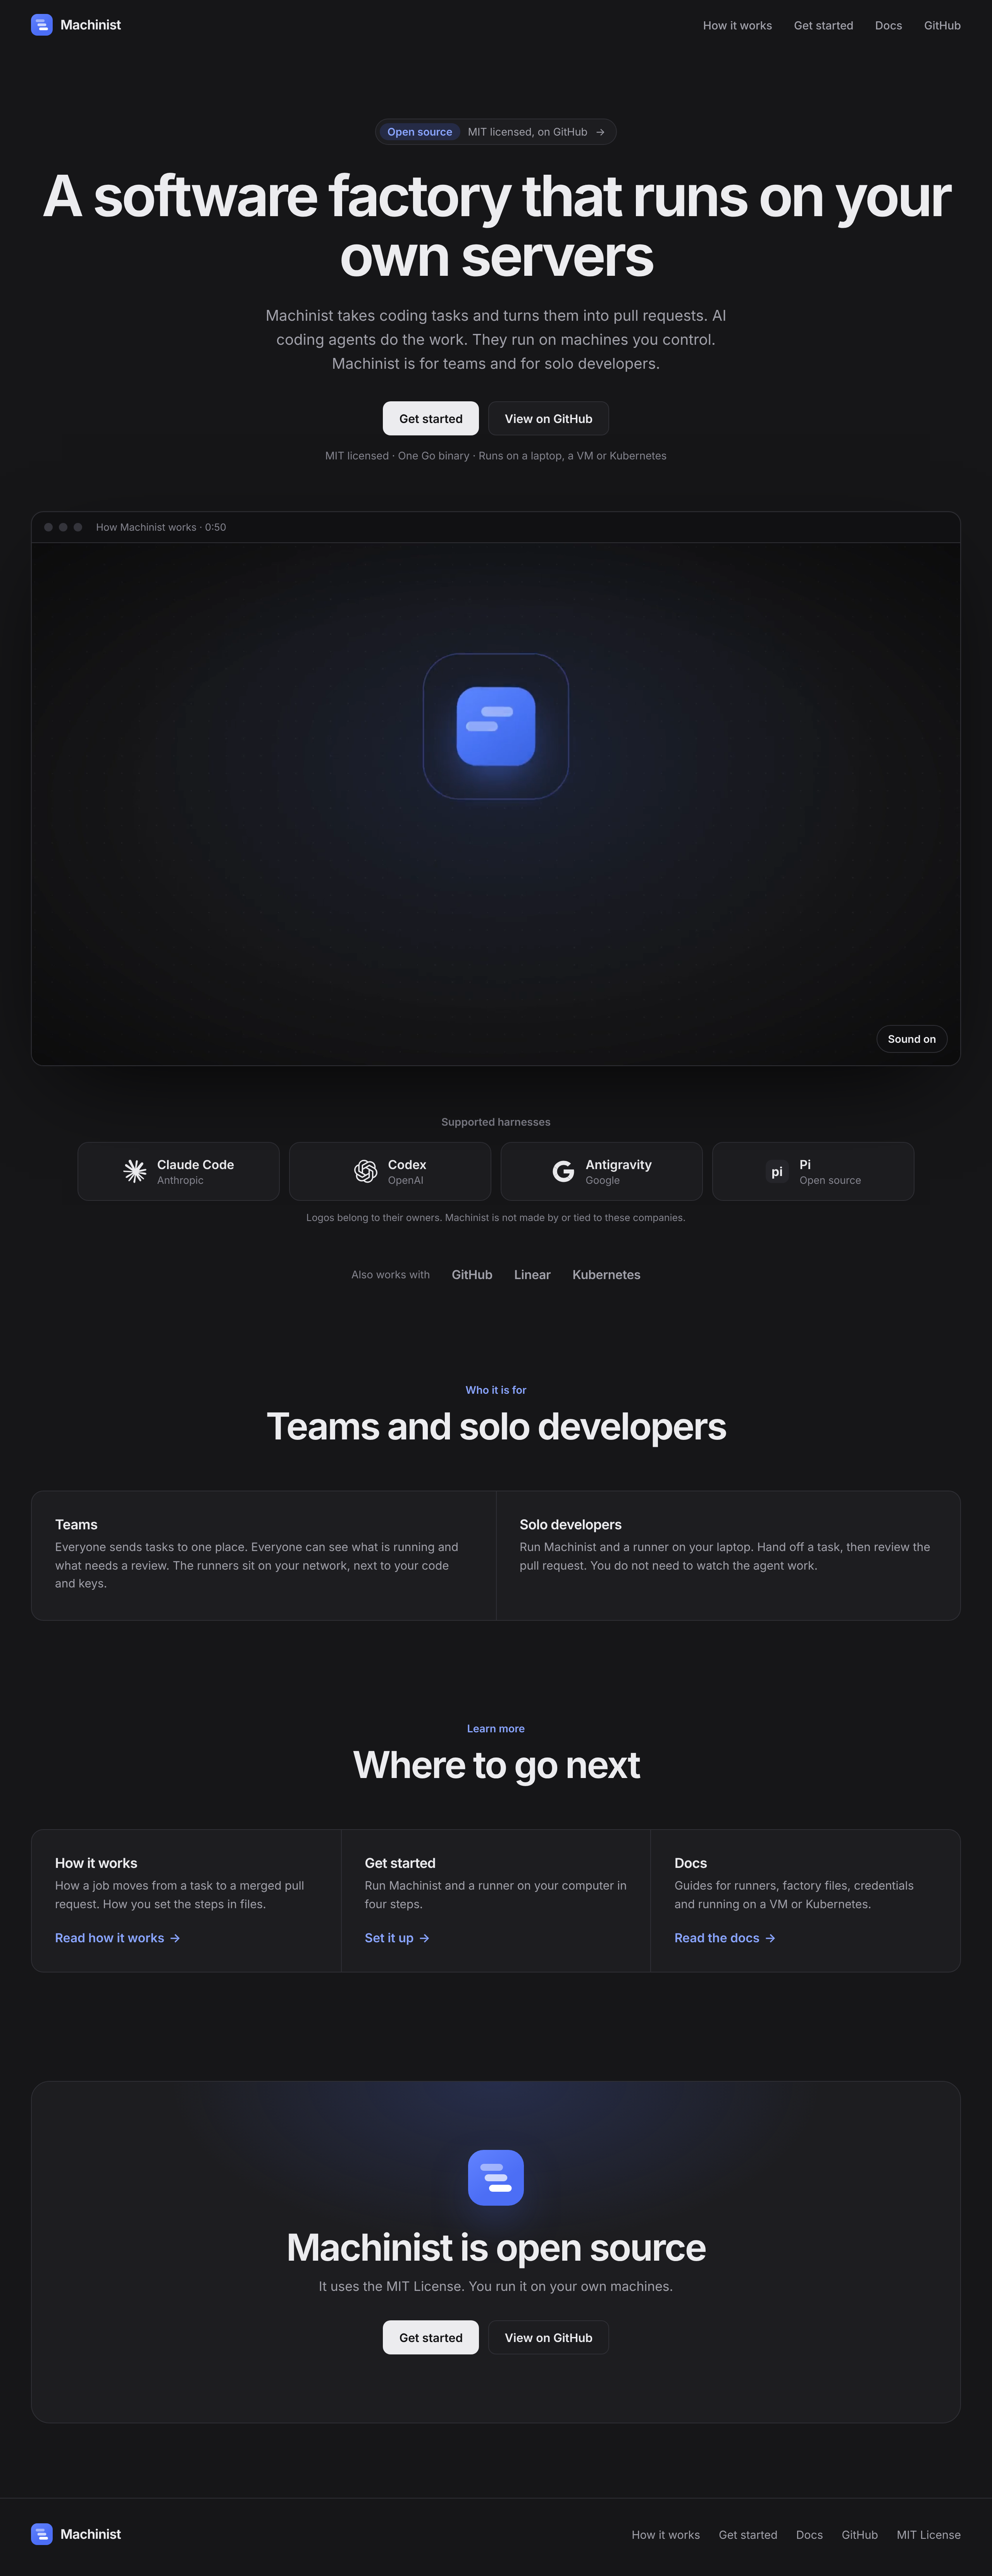 Machinist
How it works
Get started
Docs
GitHub
Open source
MIT licensed, on GitHub →
A software factory that runs on your
own servers
Machinist takes coding tasks and turns them into pull requests. AI
coding agents do the work. They run on machines you control.
Machinist is for teams and for solo developers.
Get started
View on GitHub
MIT licensed · One Go binary · Runs on a laptop, a VM or Kubernetes
How Machinist works · 0:50
Sound on
Supported harnesses
Claude Code
Anthropic
Codex
OpenAI
Antigravity
Google
pi
Pi
Open source
Logos belong to their owners. Machinist is not made by or tied to these companies.
Also works with
GitHub
Linear
Kubernetes
Who it is for
Teams and solo developers
Teams
Everyone sends tasks to one place. Everyone can see what is running and
what needs a review. The runners sit on your network, next to your code
and keys.
Solo developers
Run Machinist and a runner on your laptop. Hand off a task, then review the
pull request. You do not need to watch the agent work.
Learn more
Where to go next
How it works
How a job moves from a task to a merged pull
request. How you set the steps in files.
Read how it works →
Get started
Run Machinist and a runner on your computer in
four steps.
Set it up →
Docs
Guides for runners, factory files, credentials
and running on a VM or Kubernetes.
Read the docs →
Machinist is open source
It uses the MIT License. You run it on your own machines.
Get started
View on GitHub
Machinist
How it works
Get started
Docs
GitHub
MIT License